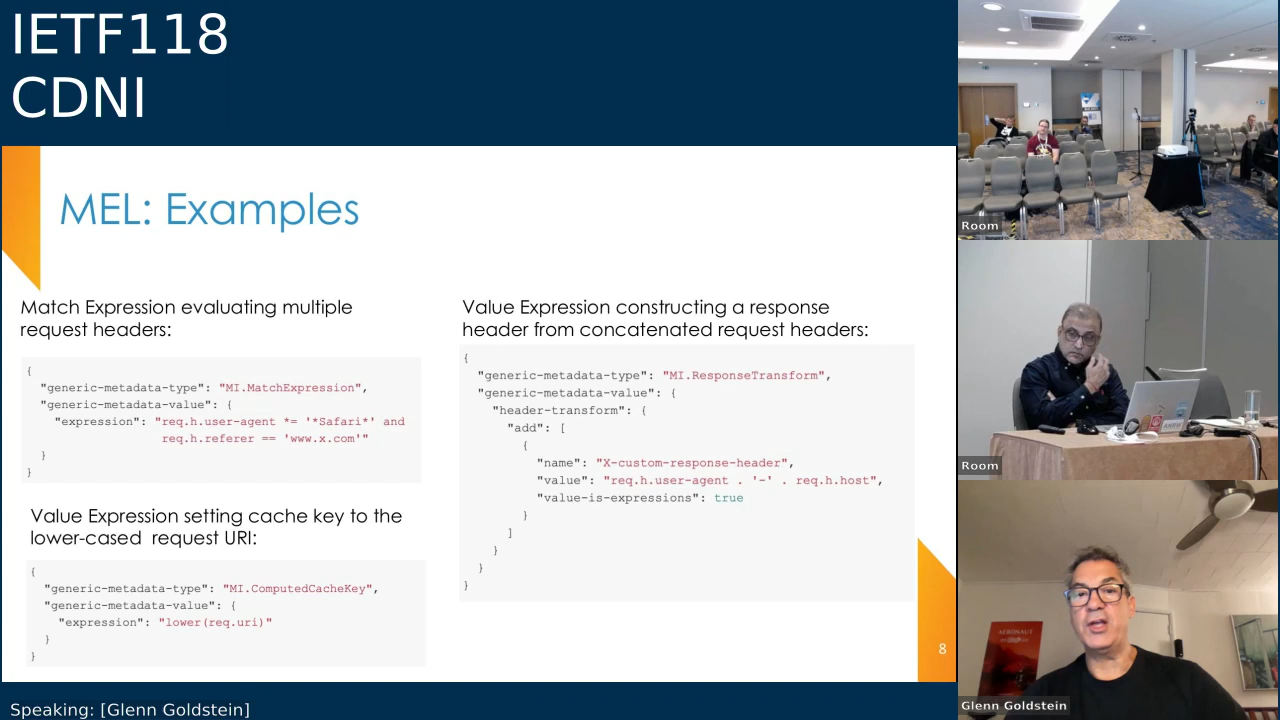 IETF118
CDNI
MEL: Examples
Match Expression evaluating multiple
request headers:
{
"generic-metadata-type": "MI.MatchExpression",
"generic-metadata-value": {
"expression": "req.h.user-agent *= '*Safari*' and
req.h.referer == 'www.x.com'"
}
}
Value Expression setting cache key to the
lower-cased request URI:
{
"generic-metadata-type": "MI.ComputedCacheKey",
"generic-metadata-value": {
"expression": "lower(req.uri)"
}
}
Value Expression constructing a response
header from concatenated request headers:
{
"generic-metadata-type": "MI.ResponseTransform",
"generic-metadata-value": {
"header-transform": {
"add": [
{
"name": "X-custom-response-header",
"value": "req.h.user-agent . '-' . req.h.host",
"value-is-expressions": true
}
]
}
}
}
8
Speaking: [Glenn Goldstein]
Room
Room
AERONAUT
Glenn Goldstein